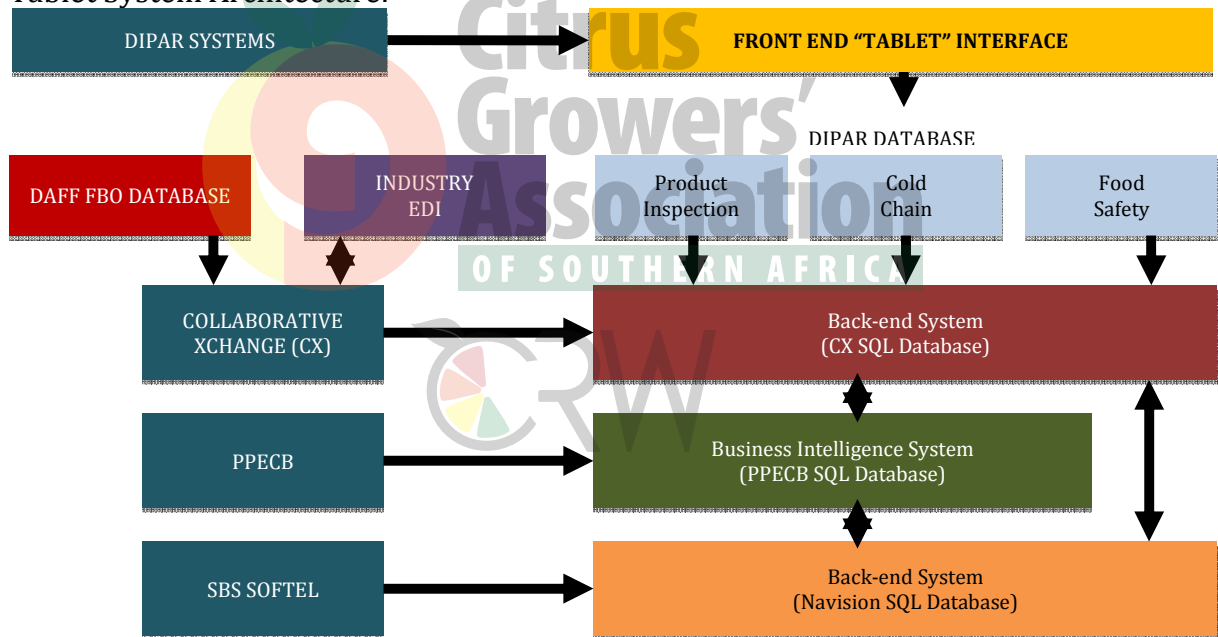 Tablet System Architecture:
DIPAR SYSTEMS
FRONT END “TABLET” INTERFACE
DIPAR DATABASE
DAFF FBO DATABASE
INDUSTRY
EDI
Product
Inspection
Cold
Chain
Food
Safety
COLLABORATIVE
XCHANGE (CX)
Back-end System
(CX SQL Database)
PPECB
Business Intelligence System
(PPECB SQL Database)
SBS SOFTEL
Back-end System
(Navision SQL Database)
Citrus
Growers’
Association
OF SOUTHERN AFRICA
CRW